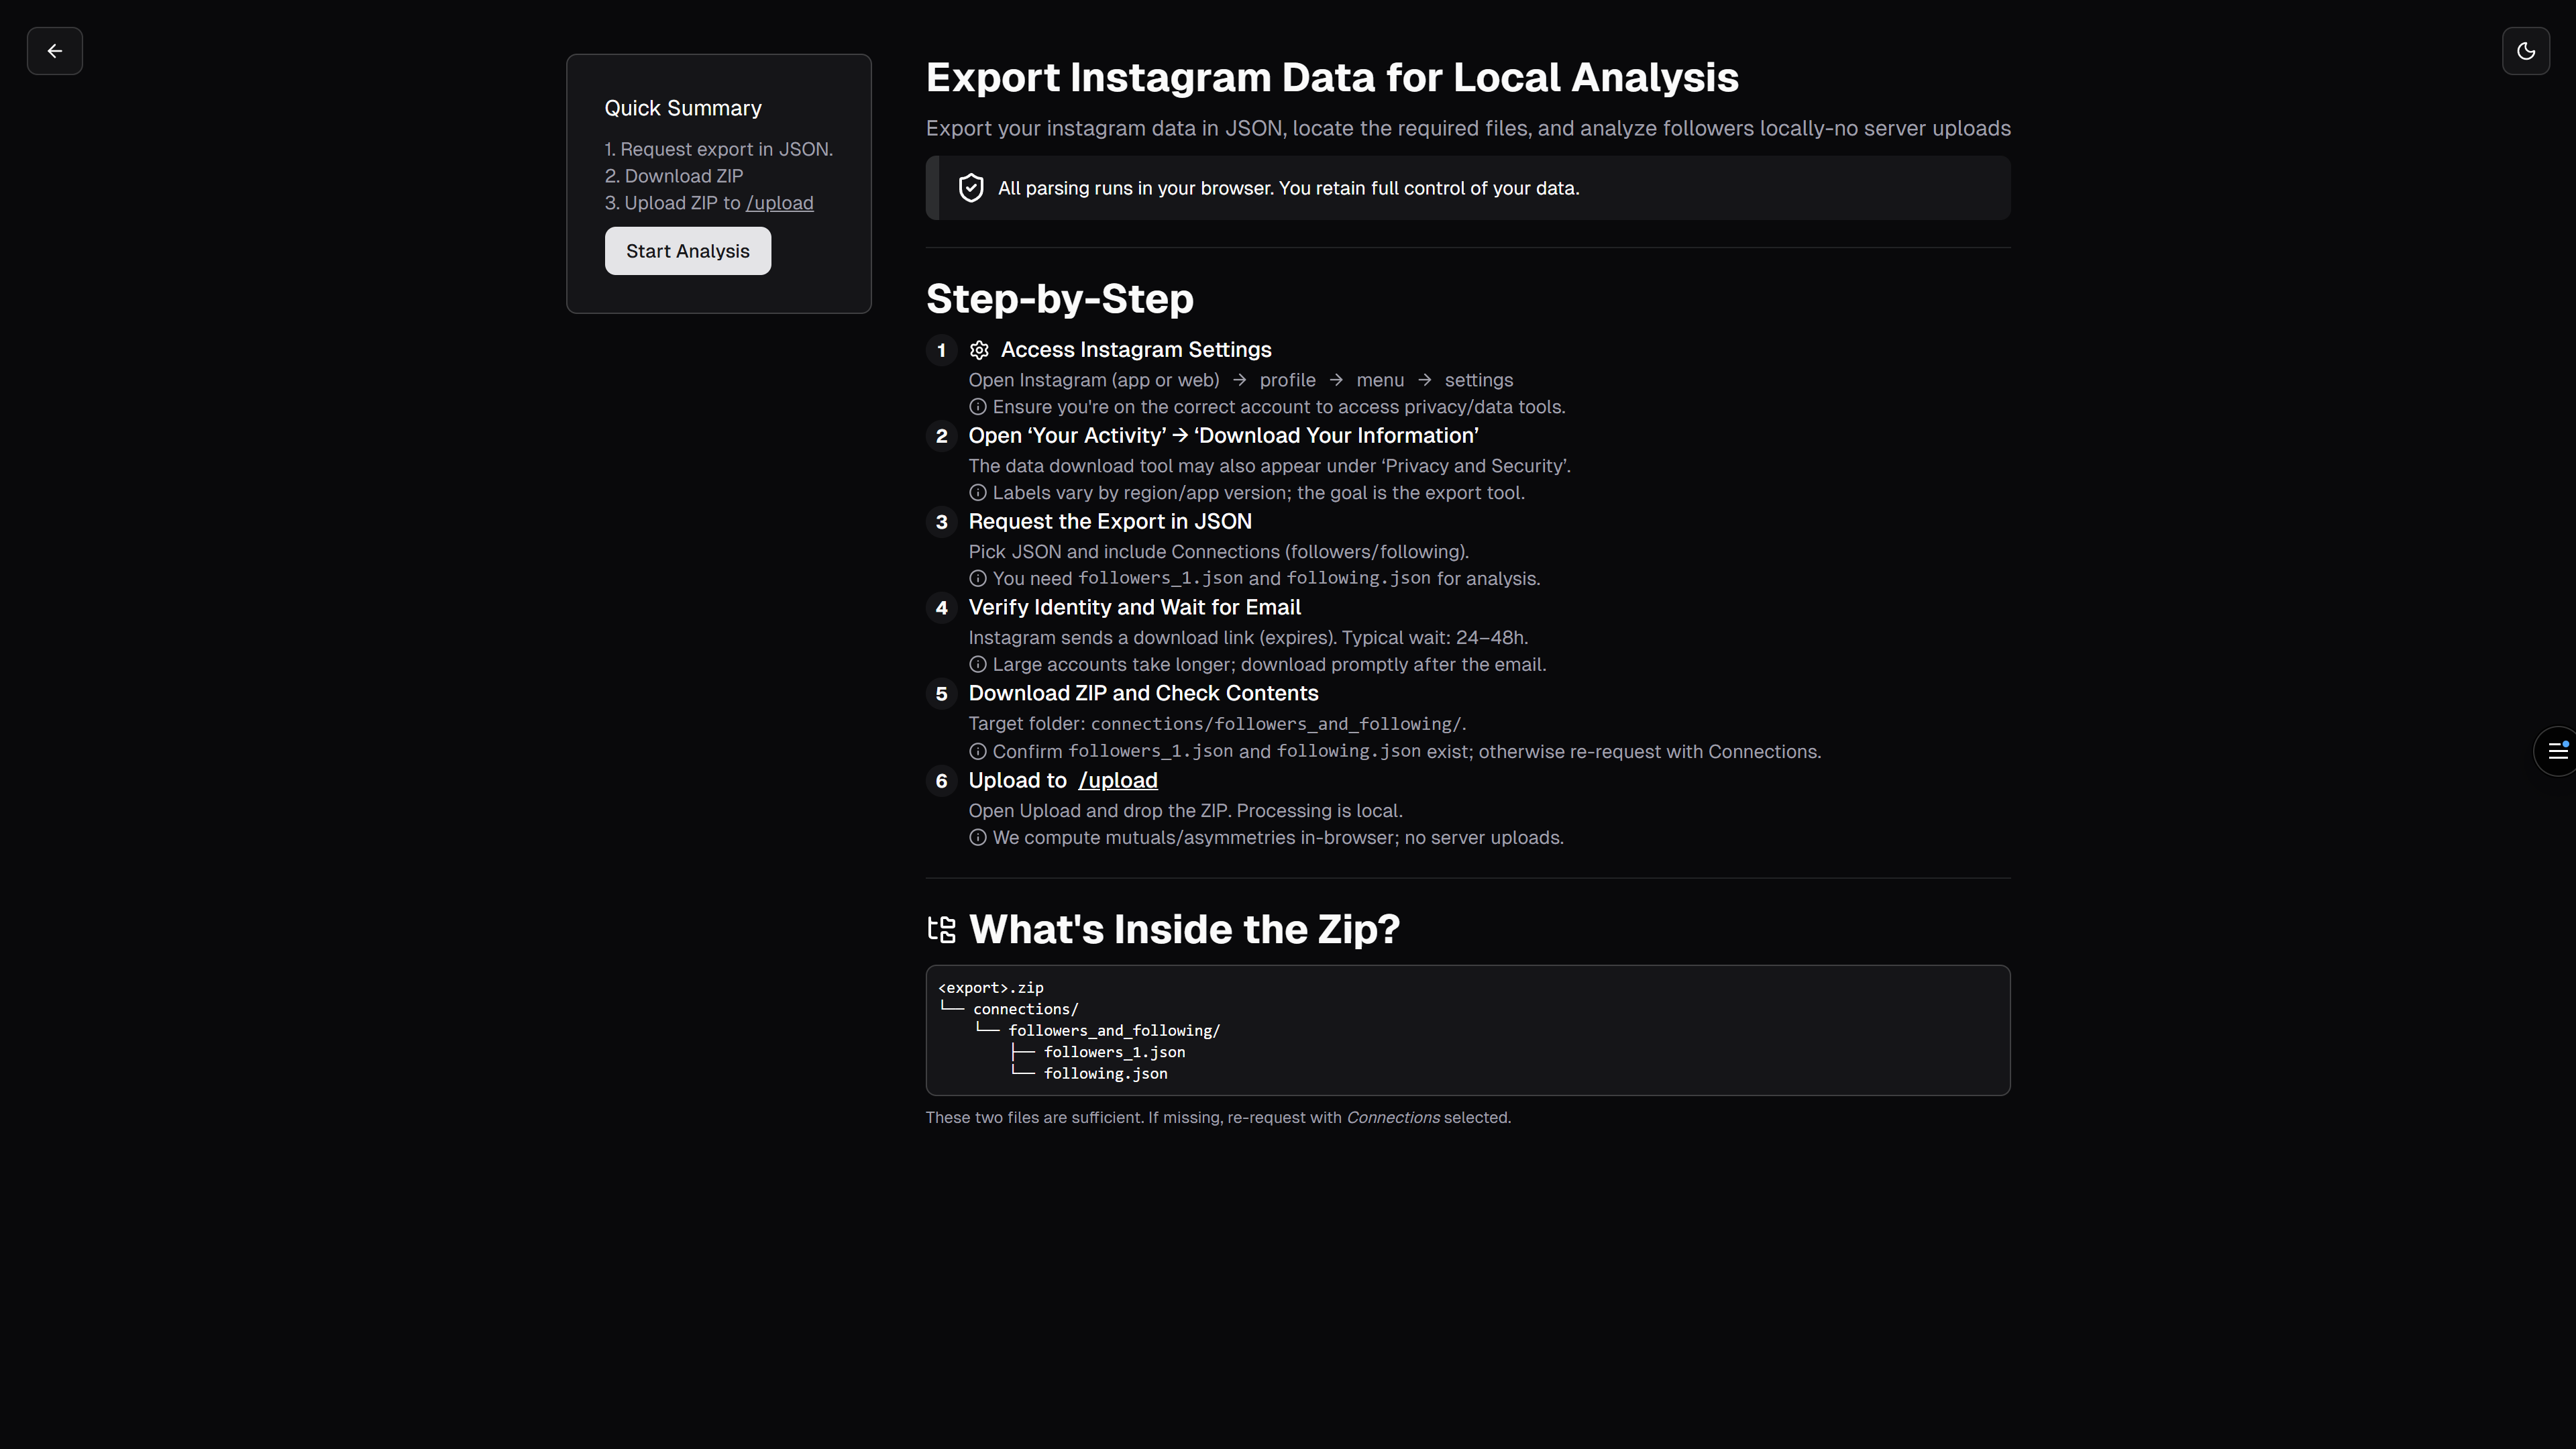 Quick Summary
1. Request export in JSON.
2. Download ZIP
3. Upload ZIP to /upload
Start Analysis
Export Instagram Data for Local Analysis
Export your instagram data in JSON, locate the required files, and analyze followers locally-no server uploads
All parsing runs in your browser. You retain full control of your data.
Step-by-Step
1 Access Instagram Settings
Open Instagram (app or web) → profile → menu → settings
Ensure you're on the correct account to access privacy/data tools.
2 Open ‘Your Activity’ → ‘Download Your Information’
The data download tool may also appear under ‘Privacy and Security’.
Labels vary by region/app version; the goal is the export tool.
3 Request the Export in JSON
Pick JSON and include Connections (followers/following).
You need followers_1.json and following.json for analysis.
4 Verify Identity and Wait for Email
Instagram sends a download link (expires). Typical wait: 24–48h.
Large accounts take longer; download promptly after the email.
5 Download ZIP and Check Contents
Target folder: connections/followers_and_following/.
Confirm followers_1.json and following.json exist; otherwise re-request with Connections.
6 Upload to /upload
Open Upload and drop the ZIP. Processing is local.
We compute mutuals/asymmetries in-browser; no server uploads.
What's Inside the Zip?
<export>.zip
└── connections/
    └── followers_and_following/
        ├── followers_1.json
        └── following.json
These two files are sufficient. If missing, re-request with Connections selected.